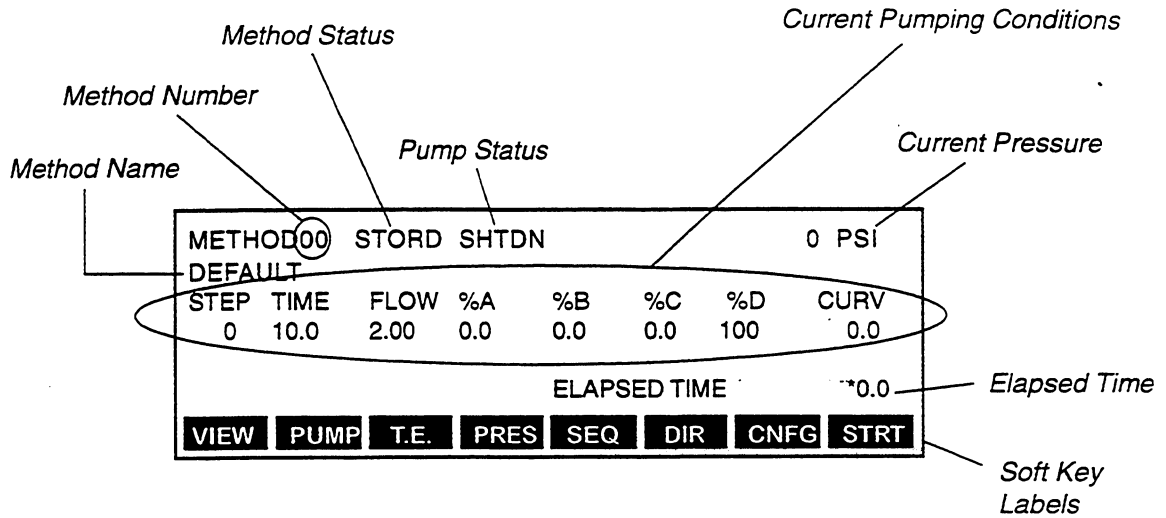 Current Pumping Conditions
Method Status
Method Number
Pump Status
Current Pressure
Method Name
METHOD00 STORD SHTDN 0 PSI
DEFAULT
STEP TIME FLOW %A %B %C %D CURV
0 10.0 2.00 0.0 0.0 0.0 100 0.0
ELAPSED TIME *0.0
Elapsed Time
VIEW PUMP T.E. PRES SEQ DIR CNFG STRT
Soft Key
Labels